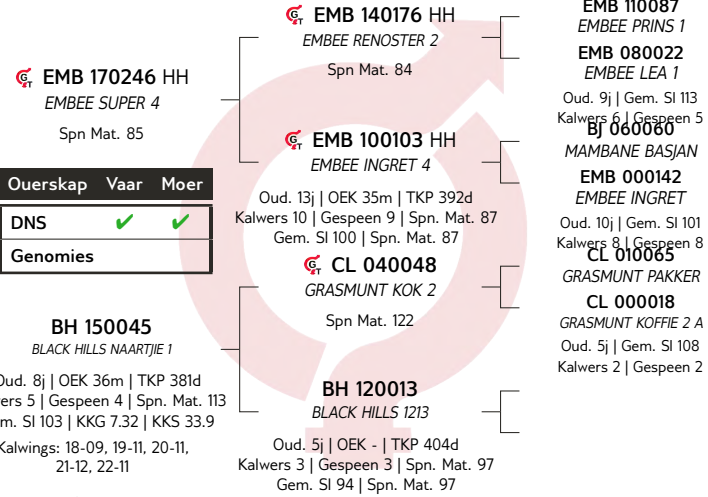 EMB 170246 HH
EMBEE SUPER 4
Spn Mat. 85
Ouerskap Vaar Moer
DNS ✔ ✔
Genomies
BH 150045
BLACK HILLS NAARTJIE 1
Oud. 8j | OEK 36m | TKP 381d
5 | Gespeen 4 | Spn. Mat. 113
SI 103 | KKG 7.32 | KKS 33.9
Kalwings: 18-09, 19-11, 20-11,
21-12, 22-11
EMB 140176 HH
EMBEE RENOSTER 2
Spn Mat. 84
EMB 100103 HH
EMBEE INGRET 4
Oud. 13j | OEK 35m | TKP 392d
Kalwers 10 | Gespeen 9 | Spn. Mat. 87
Gem. SI 100 | Spn. Mat. 87
CL 040048
GRASMUNT KOK 2
Spn Mat. 122
BH 120013
BLACK HILLS 1213
Oud. 5j | OEK - | TKP 404d
Kalwers 3 | Gespeen 3 | Spn. Mat. 97
Gem. SI 94 | Spn. Mat. 97
EMB 110087
EMBEE PRINS 1
EMB 080022
EMBEE LEA 1
Oud. 9j | Gem. SI 113
Kalwers 6 | Gespeen 5
BJ 060060
MAMBANE BASJAN
EMB 000142
EMBEE INGRET
Oud. 10j | Gem. SI 101
Kalwers 8 | Gespeen 8
CL 010065
GRASMUNT PAKKER
CL 000018
GRASMUNT KOFFIE 2 A
Oud. 5j | Gem. SI 108
Kalwers 2 | Gespeen 2